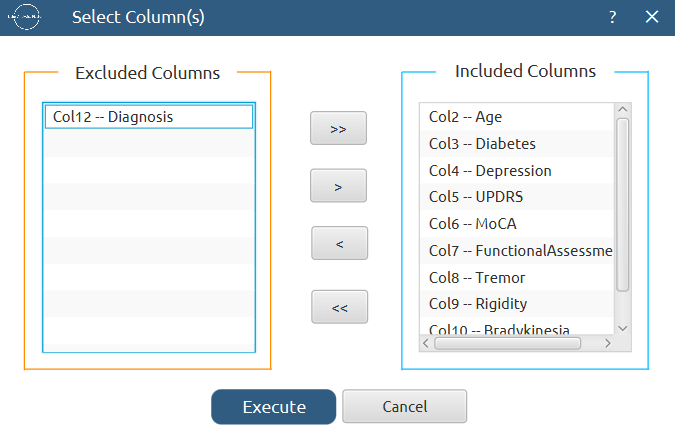 Select Column(s)
?
Excluded Columns
Included Columns
Col12 -- Diagnosis
>>
>
<
<<
Col2 -- Age
Col3 -- Diabetes
Col4 -- Depression
Col5 -- UPDRS
Col6 -- MoCA
Col7 -- FunctionalAssessme
Col8 -- Tremor
Col9 -- Rigidity
Col10 -- Bradykinesia
Execute
Cancel